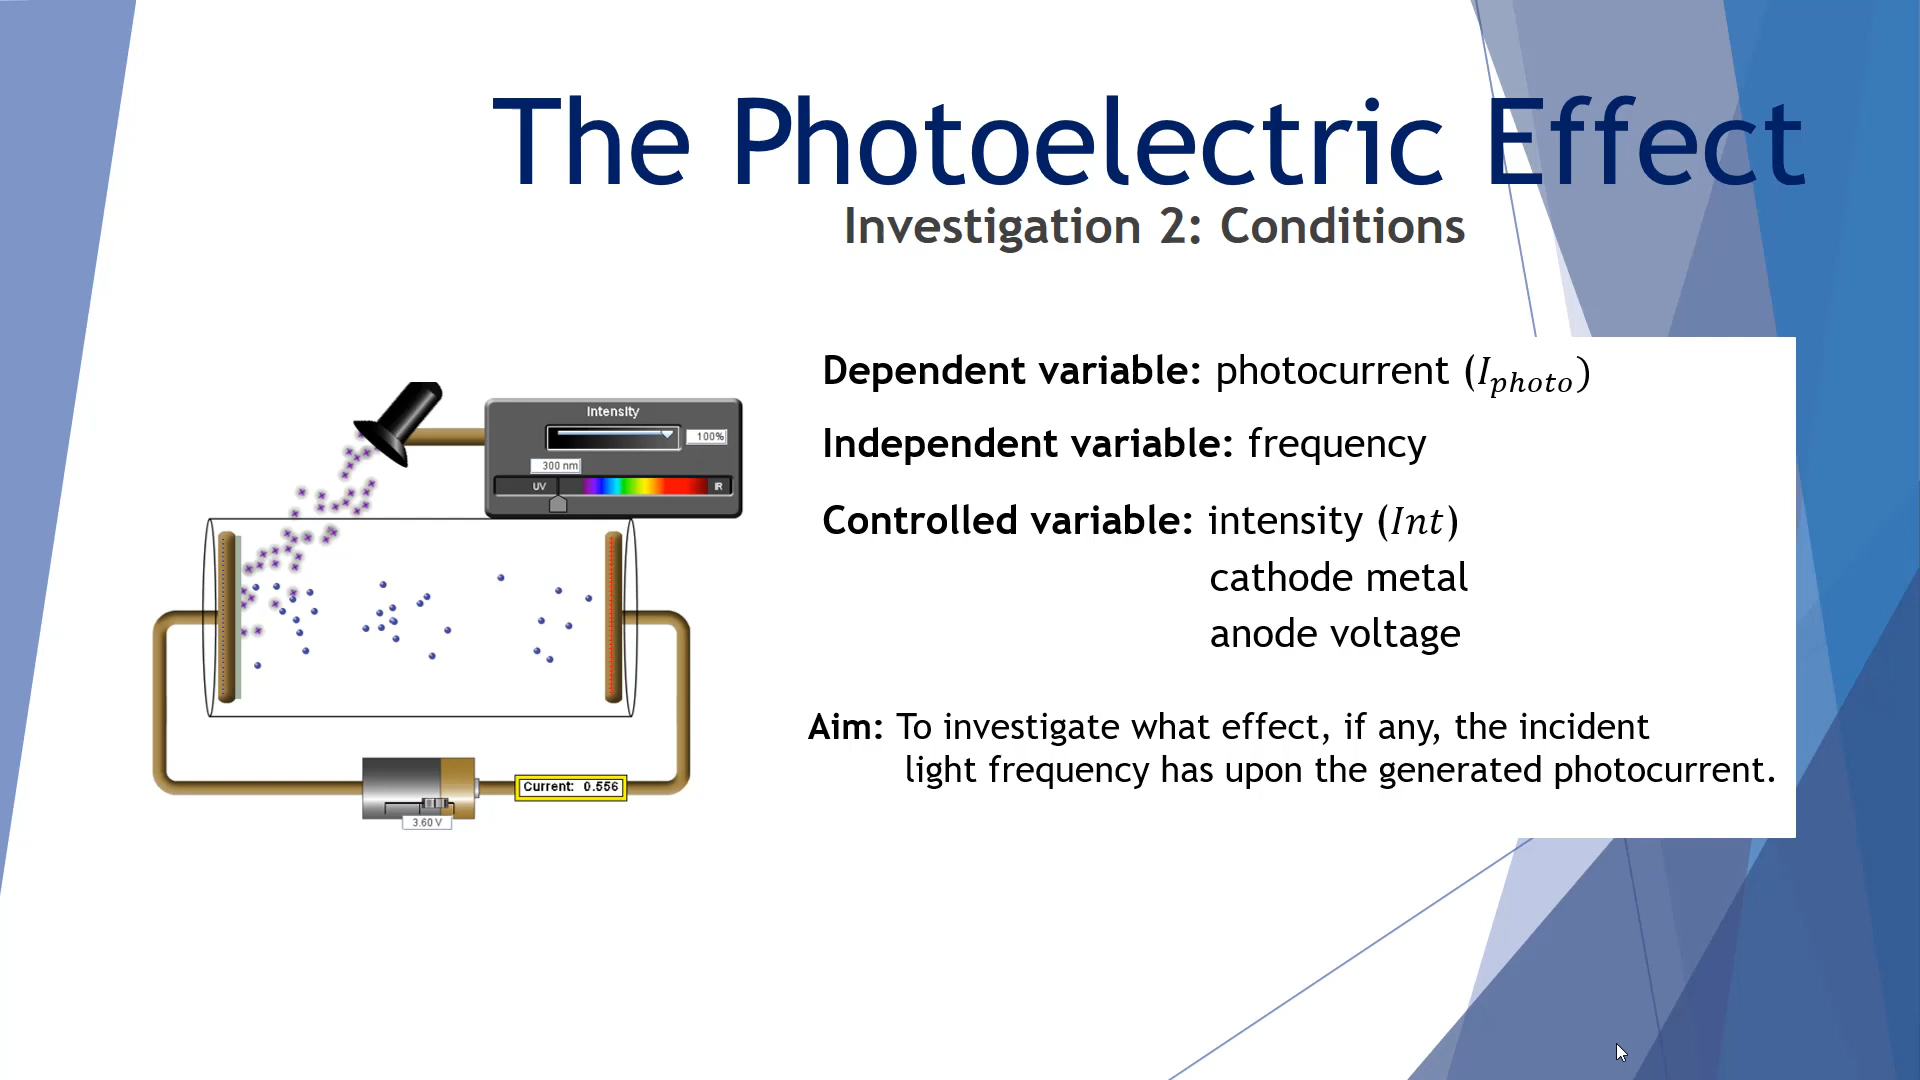 The Photoelectric Effect
Investigation 2: Conditions
Intensity
100%
300 nm
UV
IR
Current: 0.556
3.60 V
Dependent variable: photocurrent (I_photo)
Independent variable: frequency
Controlled variable: intensity (Int)
cathode metal
anode voltage
Aim: To investigate what effect, if any, the incident
light frequency has upon the generated photocurrent.